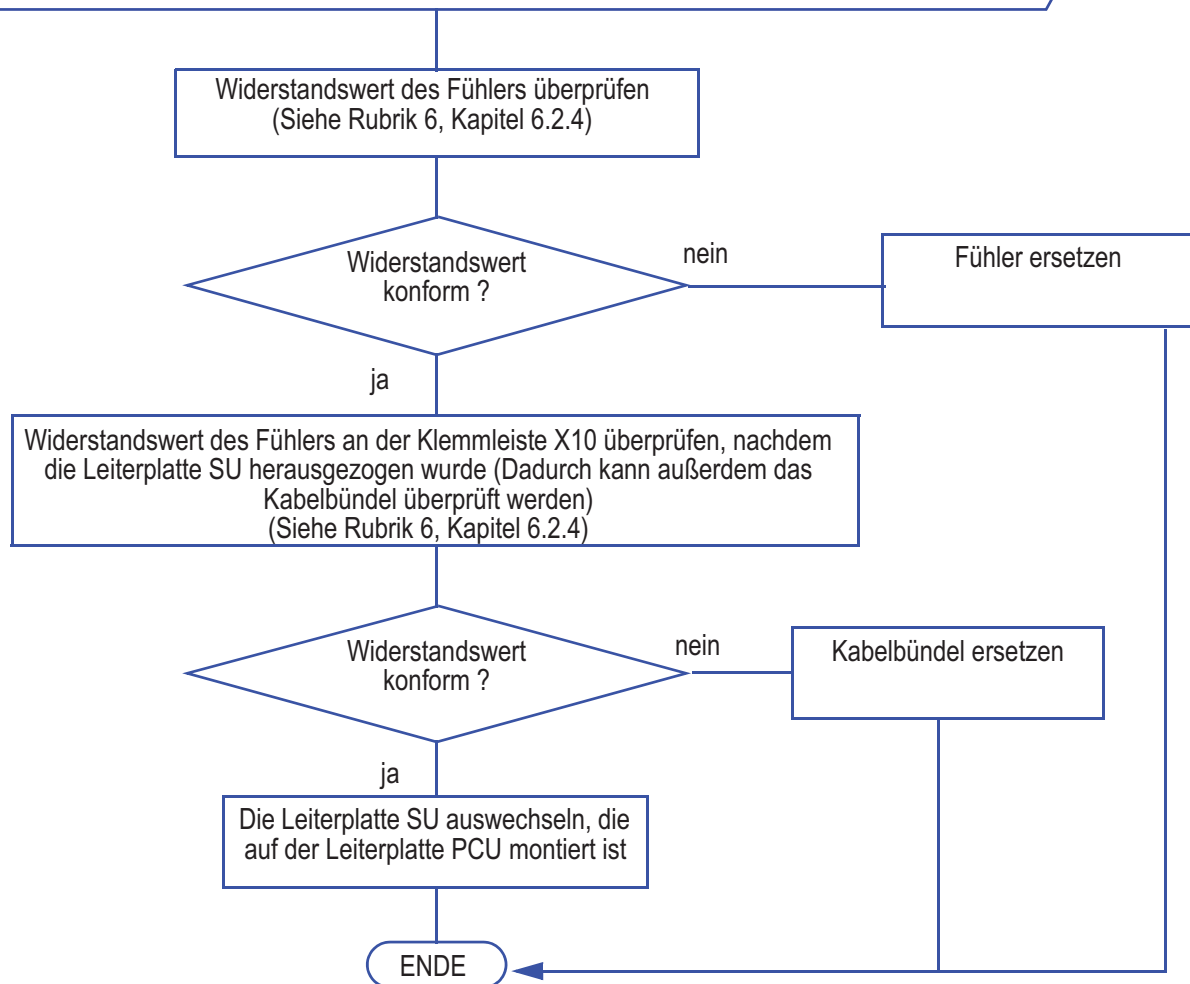 Widerstandswert des Fühlers überprüfen
(Siehe Rubrik 6, Kapitel 6.2.4)
Widerstandswert
konform ?
nein
Fühler ersetzen
ja
Widerstandswert des Fühlers an der Klemmleiste X10 überprüfen, nachdem
die Leiterplatte SU herausgezogen wurde (Dadurch kann außerdem das
Kabelbündel überprüft werden)
(Siehe Rubrik 6, Kapitel 6.2.4)
Widerstandswert
konform ?
nein
Kabelbündel ersetzen
ja
Die Leiterplatte SU auswechseln, die
auf der Leiterplatte PCU montiert ist
ENDE